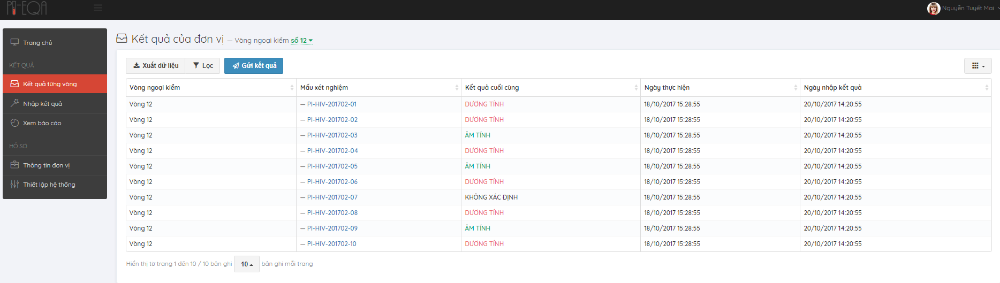 PI-EQA
Nguyễn Tuyết Mai
Trang chủ
KẾT QUẢ
Kết quả từng vòng
Nhập kết quả
Xem báo cáo
HỒ SƠ
Thông tin đơn vị
Thiết lập hệ thống
Kết quả của đơn vị — Vòng ngoại kiểm số 12
Xuất dữ liệu Lọc Gửi kết quả
Vòng ngoại kiểm Mẫu xét nghiệm Kết quả cuối cùng Ngày thực hiện Ngày nhập kết quả
Vòng 12 — PI-HIV-201702-01 DƯƠNG TÍNH 18/10/2017 15:28:55 20/10/2017 14:20:55
Vòng 12 — PI-HIV-201702-02 DƯƠNG TÍNH 18/10/2017 15:28:55 20/10/2017 14:20:55
Vòng 12 — PI-HIV-201702-03 ÂM TÍNH 18/10/2017 15:28:55 20/10/2017 14:20:55
Vòng 12 — PI-HIV-201702-04 DƯƠNG TÍNH 18/10/2017 15:28:55 20/10/2017 14:20:55
Vòng 12 — PI-HIV-201702-05 ÂM TÍNH 18/10/2017 15:28:55 20/10/2017 14:20:55
Vòng 12 — PI-HIV-201702-06 DƯƠNG TÍNH 18/10/2017 15:28:55 20/10/2017 14:20:55
Vòng 12 — PI-HIV-201702-07 KHÔNG XÁC ĐỊNH 18/10/2017 15:28:55 20/10/2017 14:20:55
Vòng 12 — PI-HIV-201702-08 DƯƠNG TÍNH 18/10/2017 15:28:55 20/10/2017 14:20:55
Vòng 12 — PI-HIV-201702-09 ÂM TÍNH 18/10/2017 15:28:55 20/10/2017 14:20:55
Vòng 12 — PI-HIV-201702-10 DƯƠNG TÍNH 18/10/2017 15:28:55 20/10/2017 14:20:55
Hiển thị từ trang 1 đến 10 / 10 bản ghi 10 bản ghi mỗi trang